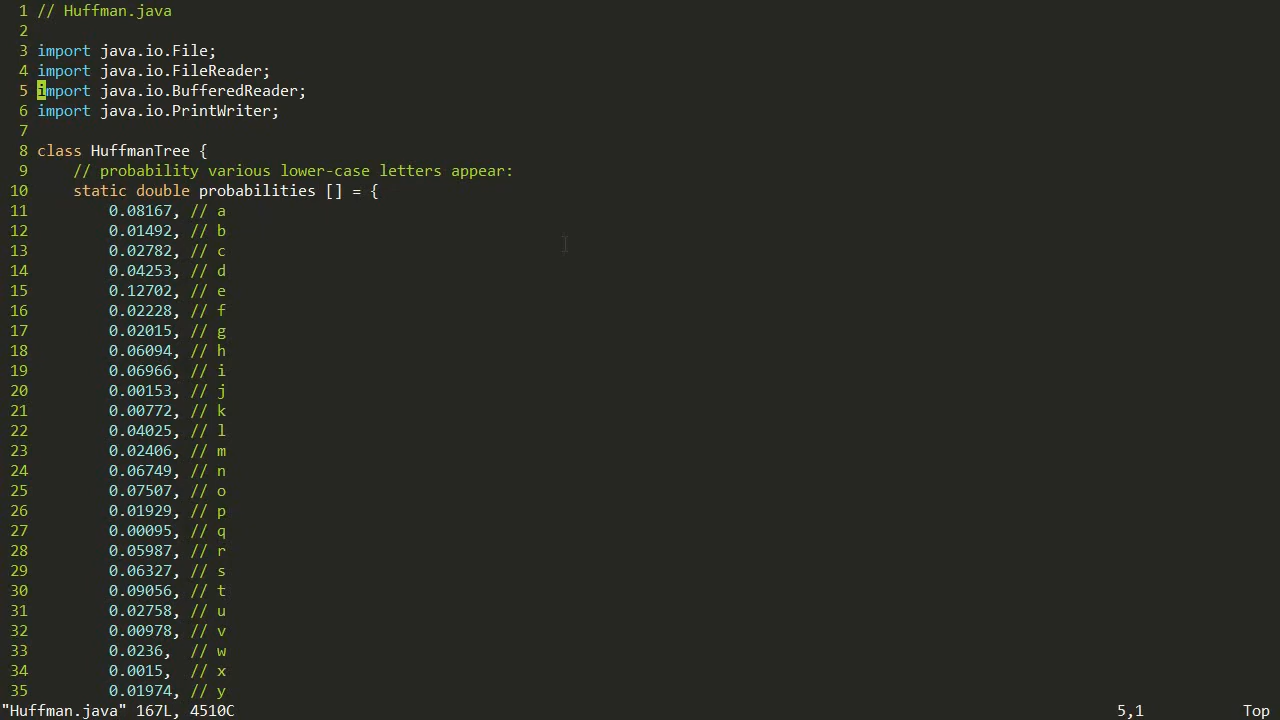 1 // Huffman.java
2
3 import java.io.File;
4 import java.io.FileReader;
5 import java.io.BufferedReader;
6 import java.io.PrintWriter;
7
8 class HuffmanTree {
9     // probability various lower-case letters appear:
10     static double probabilities [] = {
11         0.08167, // a
12         0.01492, // b
13         0.02782, // c
14         0.04253, // d
15         0.12702, // e
16         0.02228, // f
17         0.02015, // g
18         0.06094, // h
19         0.06966, // i
20         0.00153, // j
21         0.00772, // k
22         0.04025, // l
23         0.02406, // m
24         0.06749, // n
25         0.07507, // o
26         0.01929, // p
27         0.00095, // q
28         0.05987, // r
29         0.06327, // s
30         0.09056, // t
31         0.02758, // u
32         0.00978, // v
33         0.0236,  // w
34         0.0015,  // x
35         0.01974, // y
"Huffman.java" 167L, 4510C 5,1 Top